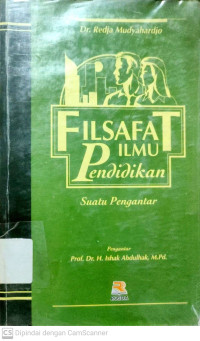 Dr. Redja Mudyahardjo
FILSAFAT
ILMU
Pendidikan
Suatu Pengantar
Pengantar
Prof. Dr. H. Ishak Abdulhak, M.Pd.
CS Dipindai dengan CamScanner